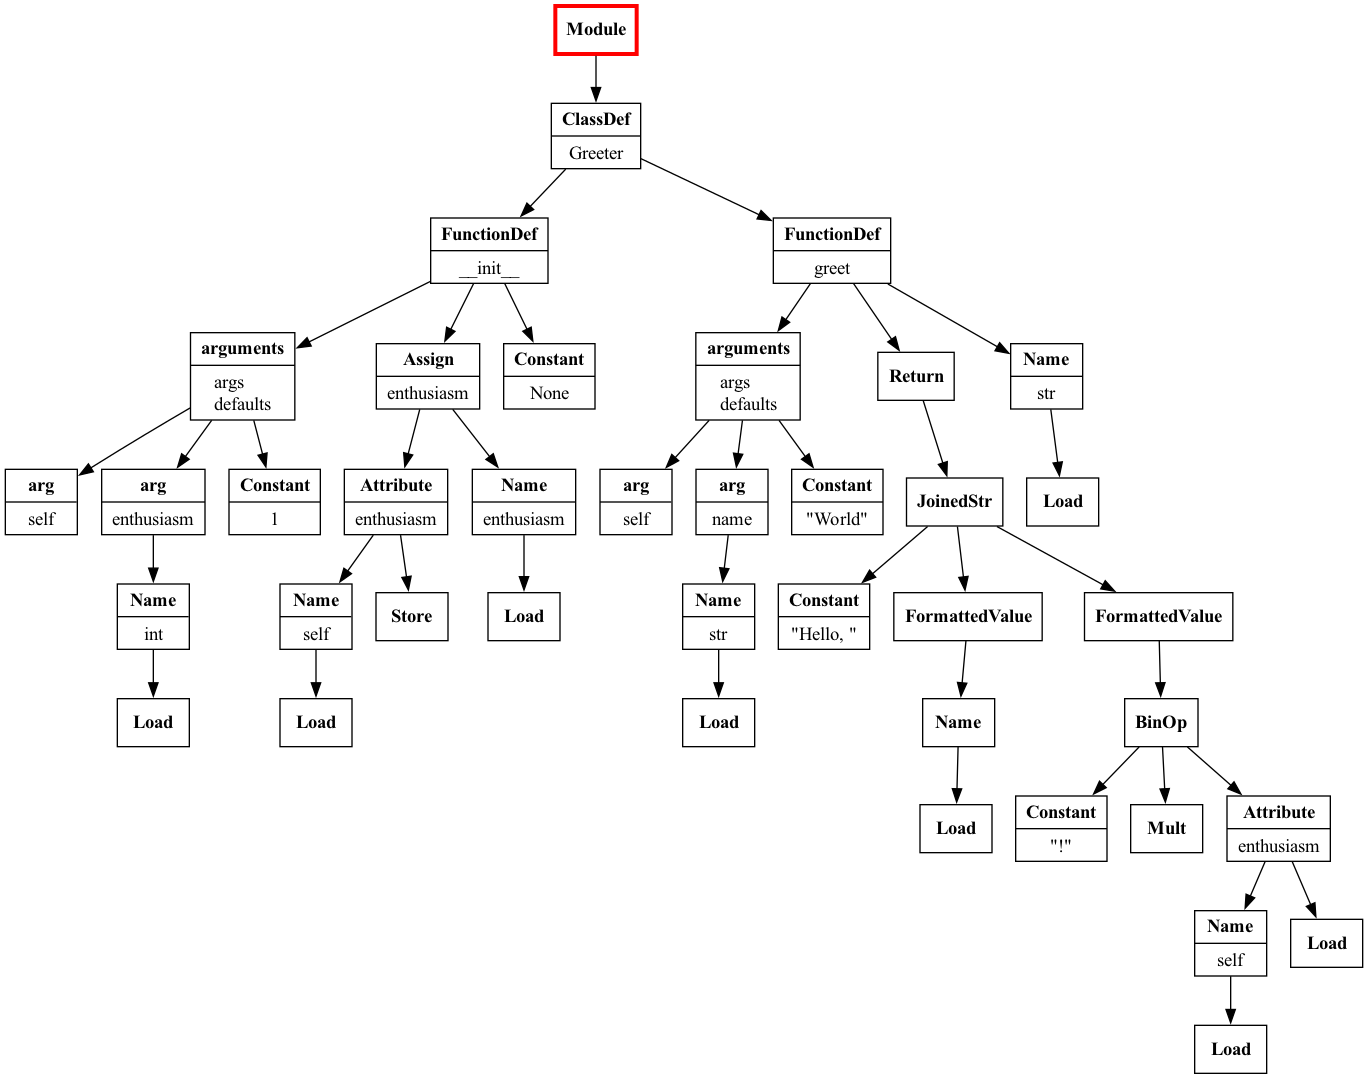 Module
ClassDef
Greeter
FunctionDef
__init__
FunctionDef
greet
arguments
args
defaults
Assign
enthusiasm
Constant
None
arguments
args
defaults
Return
Name
str
arg
self
arg
enthusiasm
Constant
1
Attribute
enthusiasm
Name
enthusiasm
arg
self
arg
name
Constant
"World"
JoinedStr
Load
Name
int
Name
self
Store
Load
Name
str
Constant
"Hello, "
FormattedValue
FormattedValue
Load
Load
Load
Name
BinOp
Load
Constant
"!"
Mult
Attribute
enthusiasm
Name
self
Load
Load